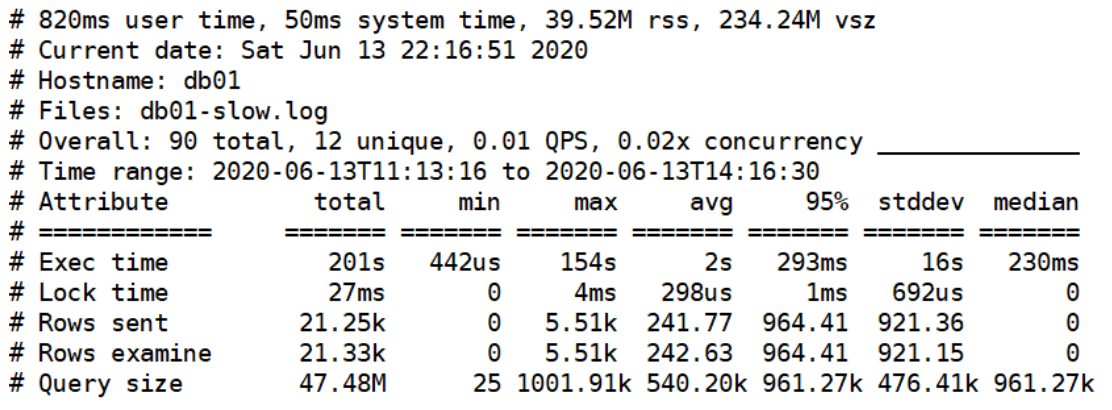 # 820ms user time, 50ms system time, 39.52M rss, 234.24M vsz
# Current date: Sat Jun 13 22:16:51 2020
# Hostname: db01
# Files: db01-slow.log
# Overall: 90 total, 12 unique, 0.01 QPS, 0.02x concurrency ______________
# Time range: 2020-06-13T11:13:16 to 2020-06-13T14:16:30
# Attribute          total     min     max     avg     95%  stddev  median
# ============     ======= ======= ======= ======= ======= ======= =======
# Exec time           201s   442us    154s      2s   293ms     16s   230ms
# Lock time           27ms       0     4ms   298us     1ms   692us       0
# Rows sent         21.25k       0   5.51k  241.77  964.41  921.36       0
# Rows examine      21.33k       0   5.51k  242.63  964.41  921.15       0
# Query size        47.48M      25 1001.91k 540.20k 961.27k 476.41k 961.27k